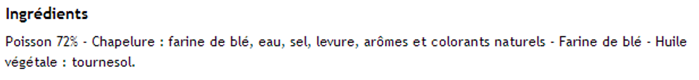 Ingrédients
Poisson 72% - Chapelure : farine de blé, eau, sel, levure, arômes et colorants naturels - Farine de blé - Huile
végétale : tournesol.